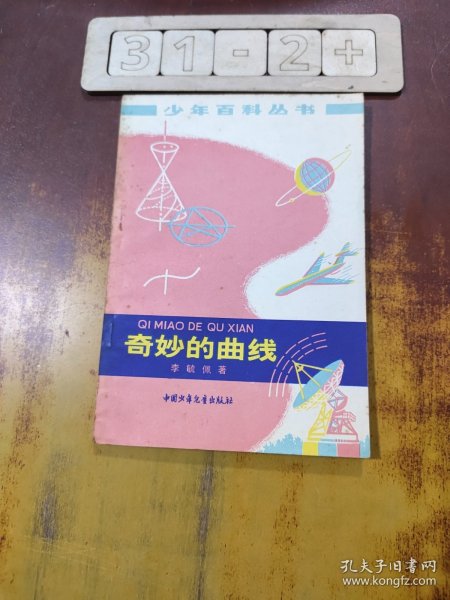 31-2+
少年百科丛书
QI MIAO DE QU XIAN
奇妙的曲线
李毓佩著
中国少年儿童出版社
孔夫子旧书网
www.kongfz.com